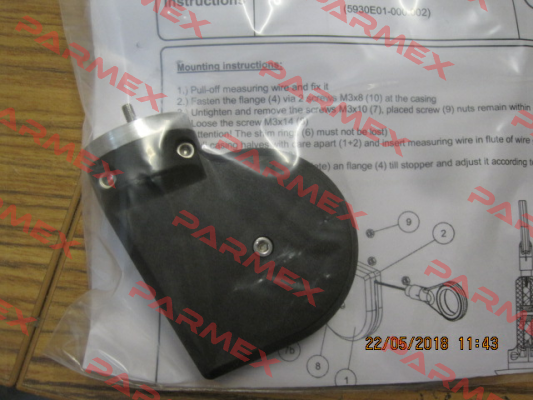 Instruction:
(5930E01-000
02)
Mounting instructions:
1.) Pull-off measuring wire and fix it
2.) Fasten the flange (4) via 2 screws M3x8 (10) at the casing
Untighten and remove the screws M3x10 (7), placed screw (9) nuts remain within
Loose the screw M3x14
Attention! The shim ring (6) must not be lost)
casing halves with care apart (1+2) and insert measuring wire in flute of wire
an flange (4) till stopper and adjust it according to
9
2
8
1
22/05/2018 11:43
PARMEX
PARMEX
PARMEX
PARMEX
PARMEX
PARMEX
PARMEX
PARMEX